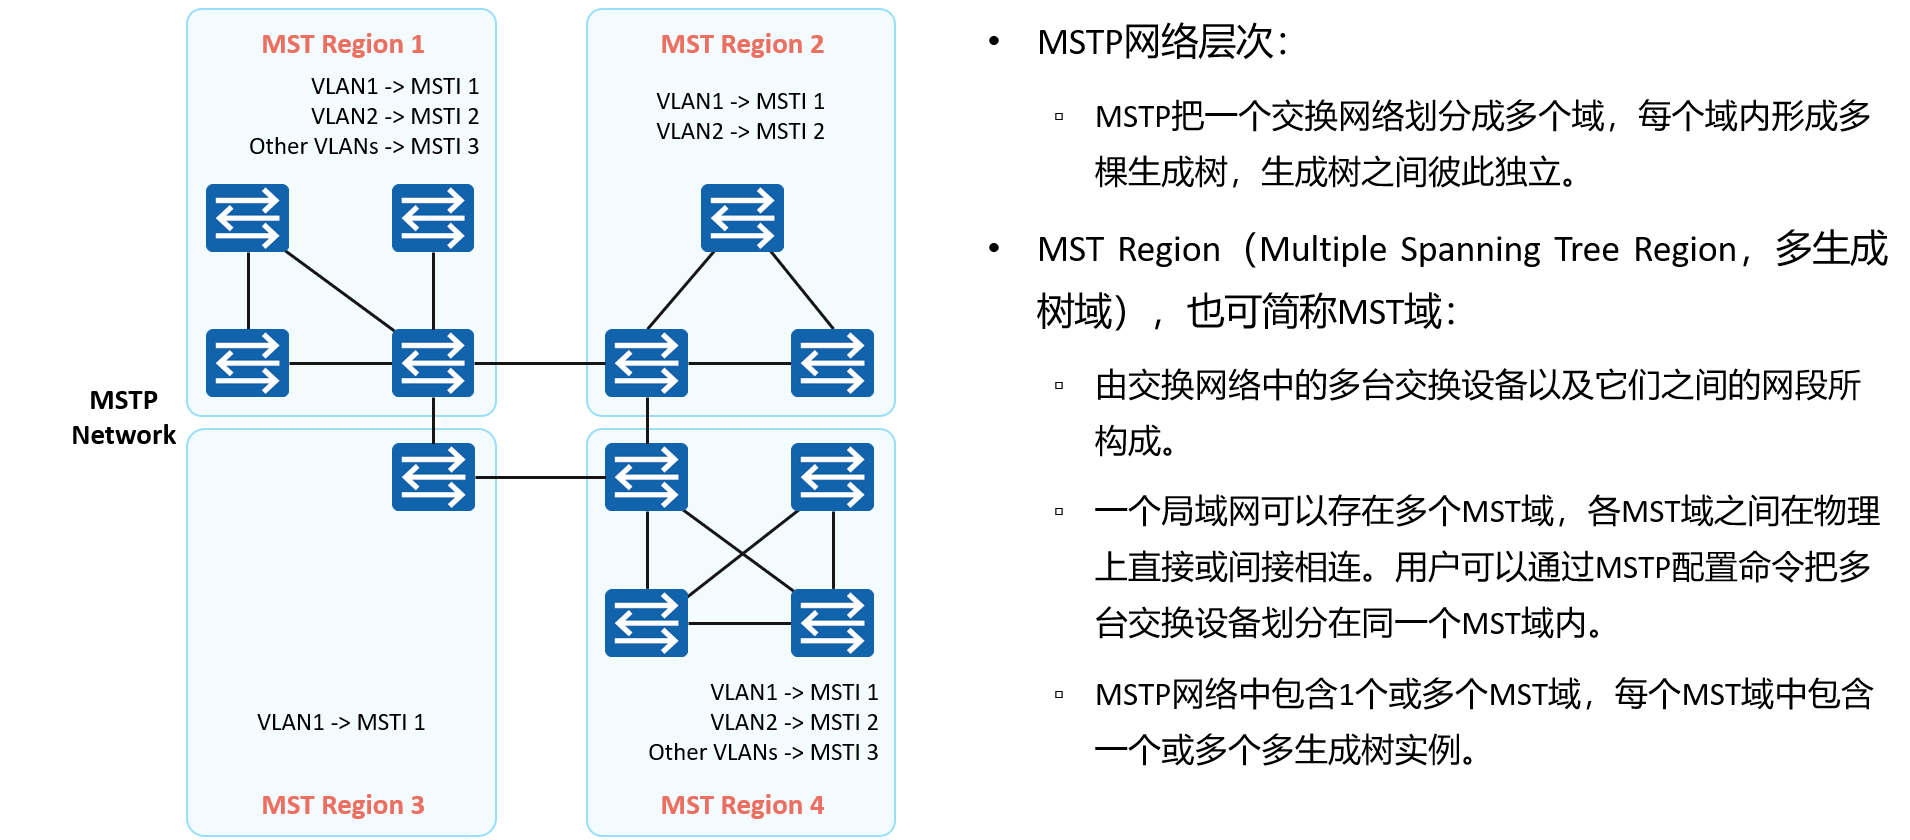 MST Region 1
VLAN1 -> MSTI 1
VLAN2 -> MSTI 2
Other VLANs -> MSTI 3
MST Region 2
VLAN1 -> MSTI 1
VLAN2 -> MSTI 2
MSTP
Network
VLAN1 -> MSTI 1
MST Region 3
VLAN1 -> MSTI 1
VLAN2 -> MSTI 2
Other VLANs -> MSTI 3
MST Region 4
• MSTP网络层次：
▫ MSTP把一个交换网络划分成多个域，每个域内形成多
棵生成树，生成树之间彼此独立。
• MST Region（Multiple Spanning Tree Region，多生成
树域），也可简称MST域：
▫ 由交换网络中的多台交换设备以及它们之间的网段所
构成。
▫ 一个局域网可以存在多个MST域，各MST域之间在物理
上直接或间接相连。用户可以通过MSTP配置命令把多
台交换设备划分在同一个MST域内。
▫ MSTP网络中包含1个或多个MST域，每个MST域中包含
一个或多个多生成树实例。